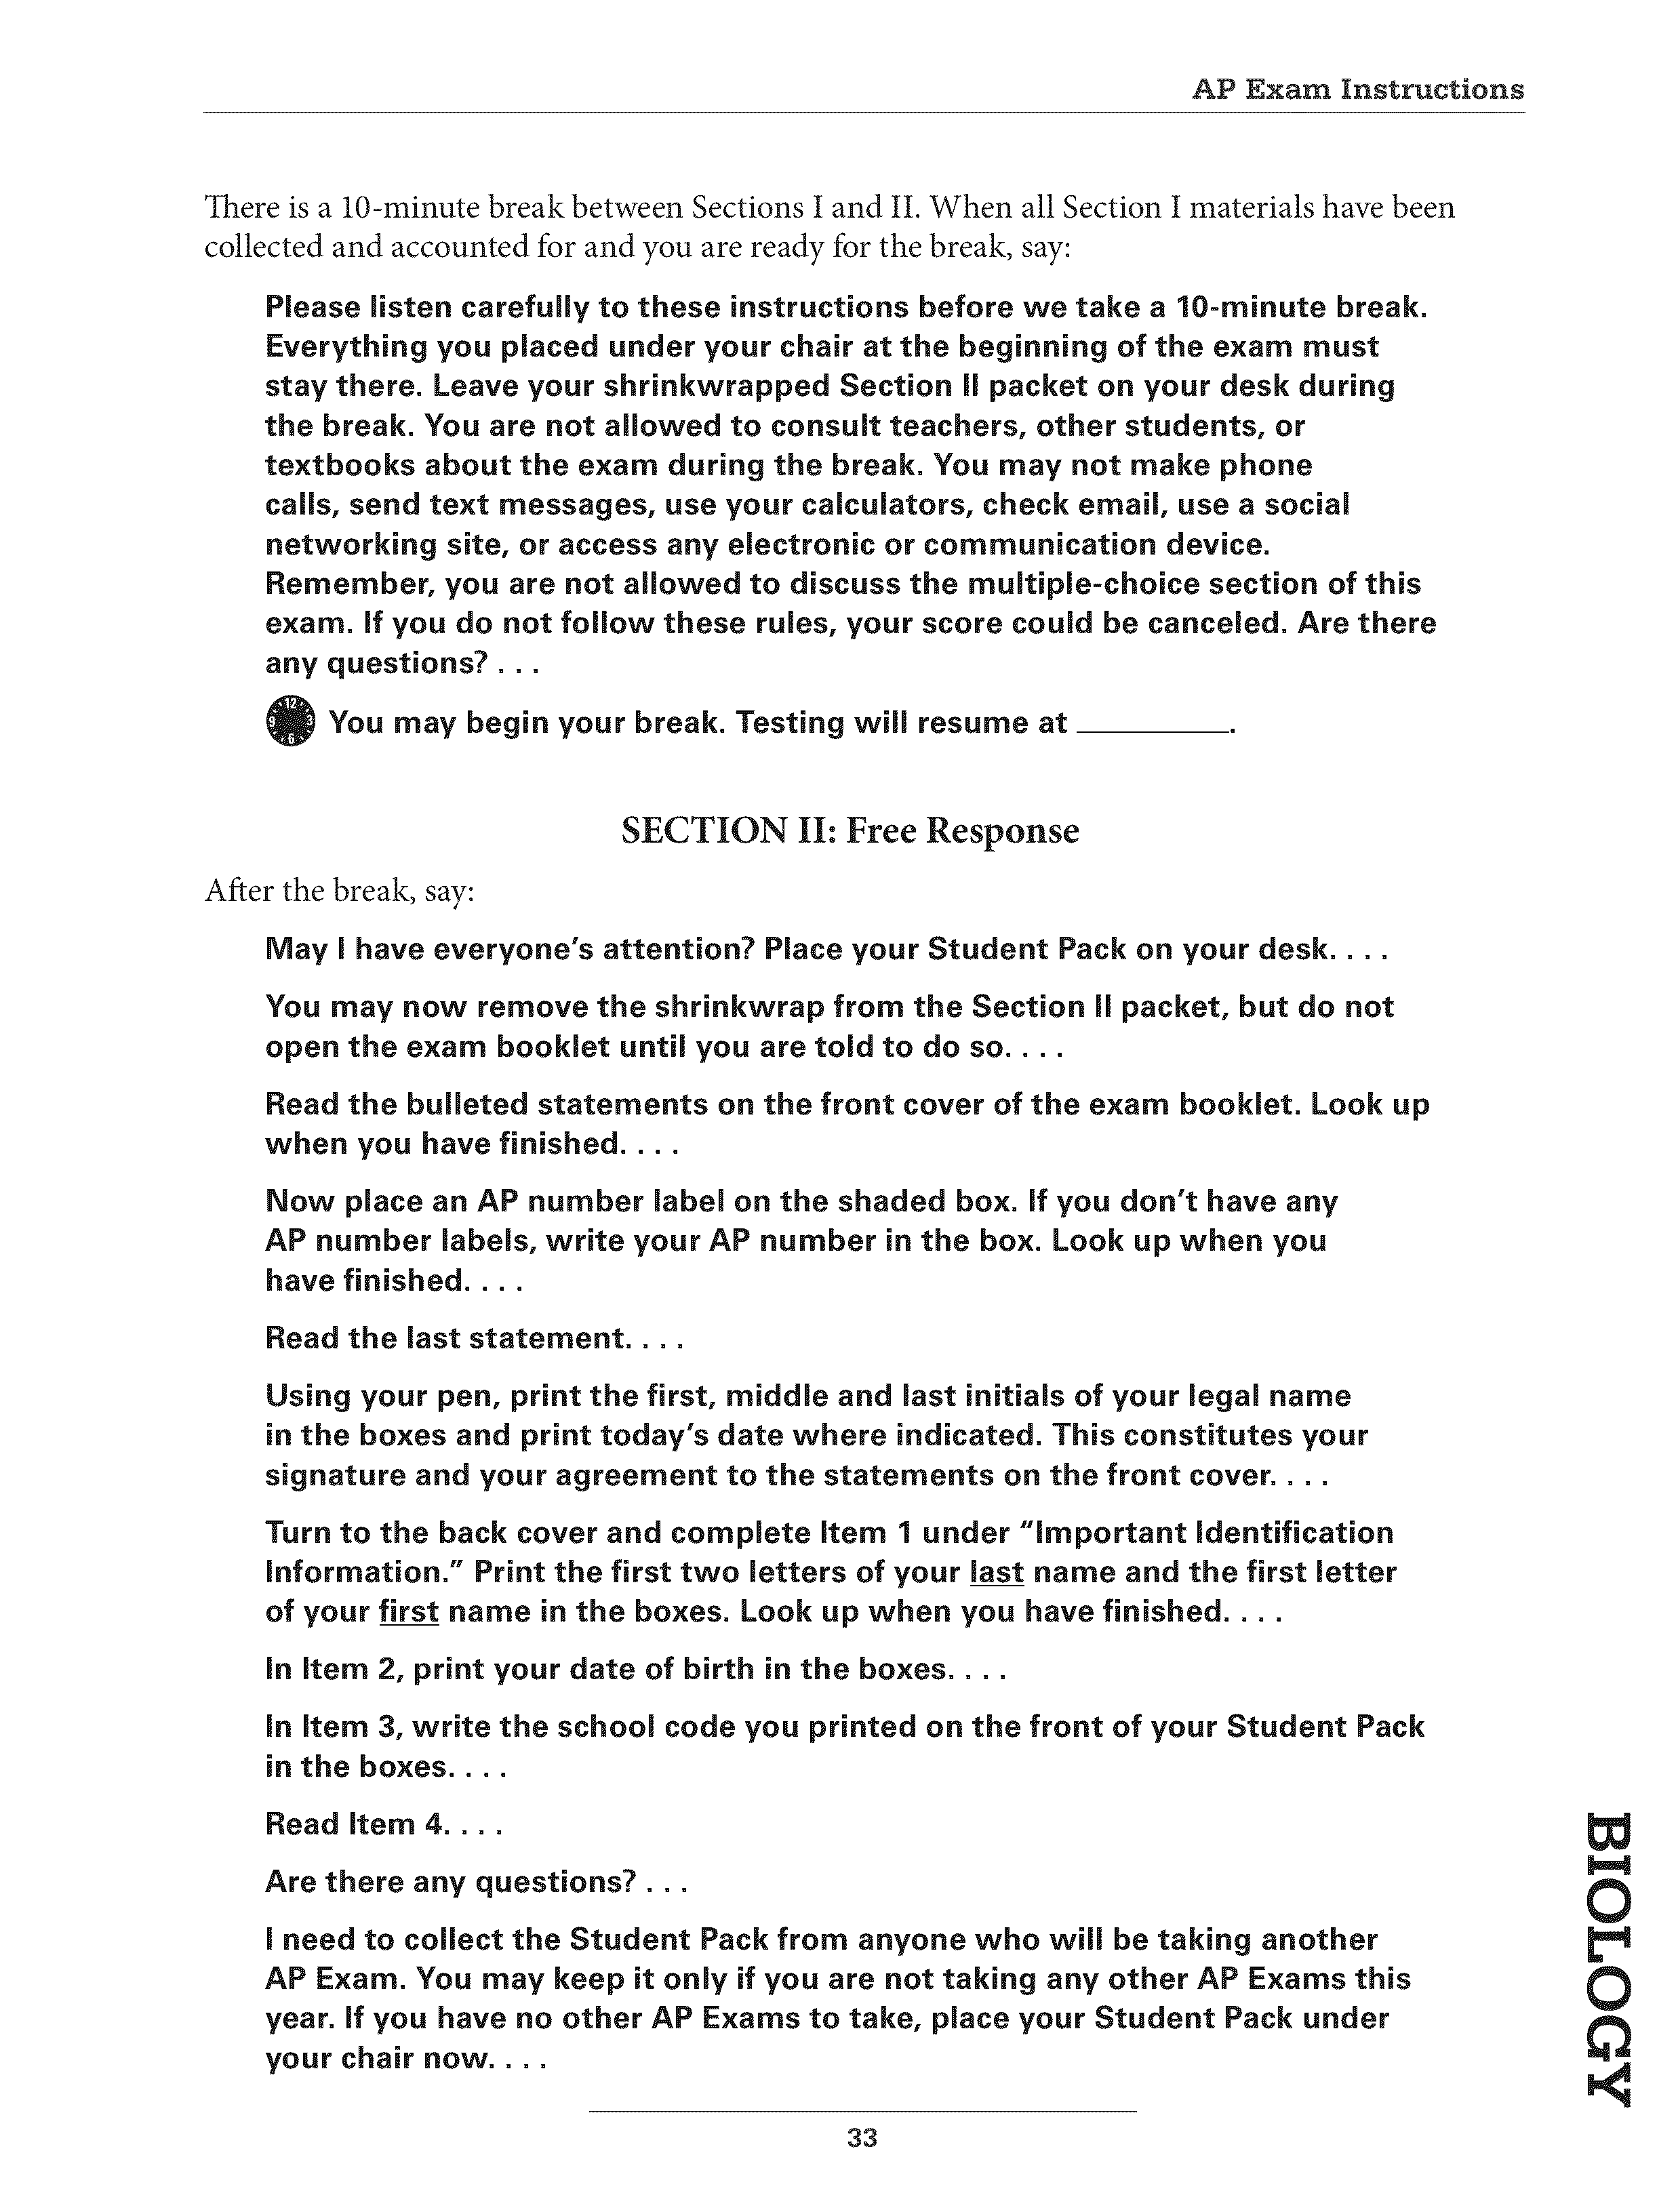 AP Exam Instructions
There is a 10-minute break between Sections I and II. When all Section I materials have been
collected and accounted for and you are ready for the break, say:
Please listen carefully to these instructions before we take a 10-minute break.
Everything you placed under your chair at the beginning of the exam must
stay there. Leave your shrinkwrapped Section II packet on your desk during
the break. You are not allowed to consult teachers, other students, or
textbooks about the exam during the break. You may not make phone
calls, send text messages, use your calculators, check email, use a social
networking site, or access any electronic or communication device.
Remember, you are not allowed to discuss the multiple-choice section of this
exam. If you do not follow these rules, your score could be canceled. Are there
any questions? . . .
12
9 3
6
You may begin your break. Testing will resume at __________.
SECTION II: Free Response
After the break, say:
May I have everyone’s attention? Place your Student Pack on your desk. . . .
You may now remove the shrinkwrap from the Section II packet, but do not
open the exam booklet until you are told to do so. . . .
Read the bulleted statements on the front cover of the exam booklet. Look up
when you have finished. . . .
Now place an AP number label on the shaded box. If you don’t have any
AP number labels, write your AP number in the box. Look up when you
have finished. . . .
Read the last statement. . . .
Using your pen, print the first, middle and last initials of your legal name
in the boxes and print today’s date where indicated. This constitutes your
signature and your agreement to the statements on the front cover. . . .
Turn to the back cover and complete Item 1 under “Important Identification
Information.” Print the first two letters of your last name and the first letter
of your first name in the boxes. Look up when you have finished. . . .
In Item 2, print your date of birth in the boxes. . . .
In Item 3, write the school code you printed on the front of your Student Pack
in the boxes. . . .
Read Item 4. . . .
Are there any questions? . . .
I need to collect the Student Pack from anyone who will be taking another
AP Exam. You may keep it only if you are not taking any other AP Exams this
year. If you have no other AP Exams to take, place your Student Pack under
your chair now. . . .
BIOLOGY
33